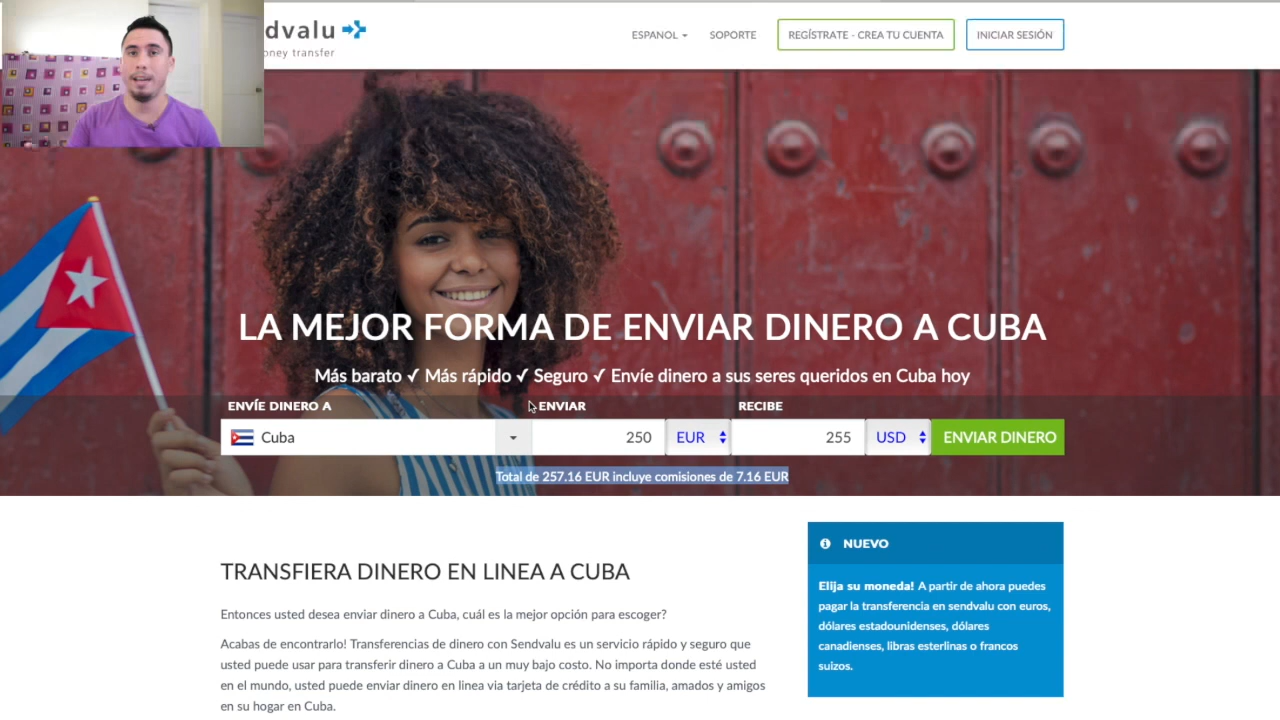 dvalu
oney transfer
ESPANOL
SOPORTE
REGÍSTRATE - CREA TU CUENTA
INICIAR SESIÓN
LA MEJOR FORMA DE ENVIAR DINERO A CUBA
Más barato ✓ Más rápido ✓ Seguro ✓ Envíe dinero a sus seres queridos en Cuba hoy
ENVÍE DINERO A
ENVIAR
RECIBE
Cuba
250
EUR
255
USD
ENVIAR DINERO
Total de 257.16 EUR incluye comisiones de 7.16 EUR
TRANSFIERA DINERO EN LINEA A CUBA
Entonces usted desea enviar dinero a Cuba, cuál es la mejor opción para escoger?
Acabas de encontrarlo! Transferencias de dinero con Sendvalu es un servicio rápido y seguro que
usted puede usar para transferir dinero a Cuba a un muy bajo costo. No importa donde esté usted
en el mundo, usted puede enviar dinero en linea via tarjeta de crédito a su familia, amados y amigos
en su hogar en Cuba.
NUEVO
Elija su moneda! A partir de ahora puedes
pagar la transferencia en sendvalu con euros,
dólares estadounidenses, dólares
canadienses, libras esterlinas o francos
suizos.